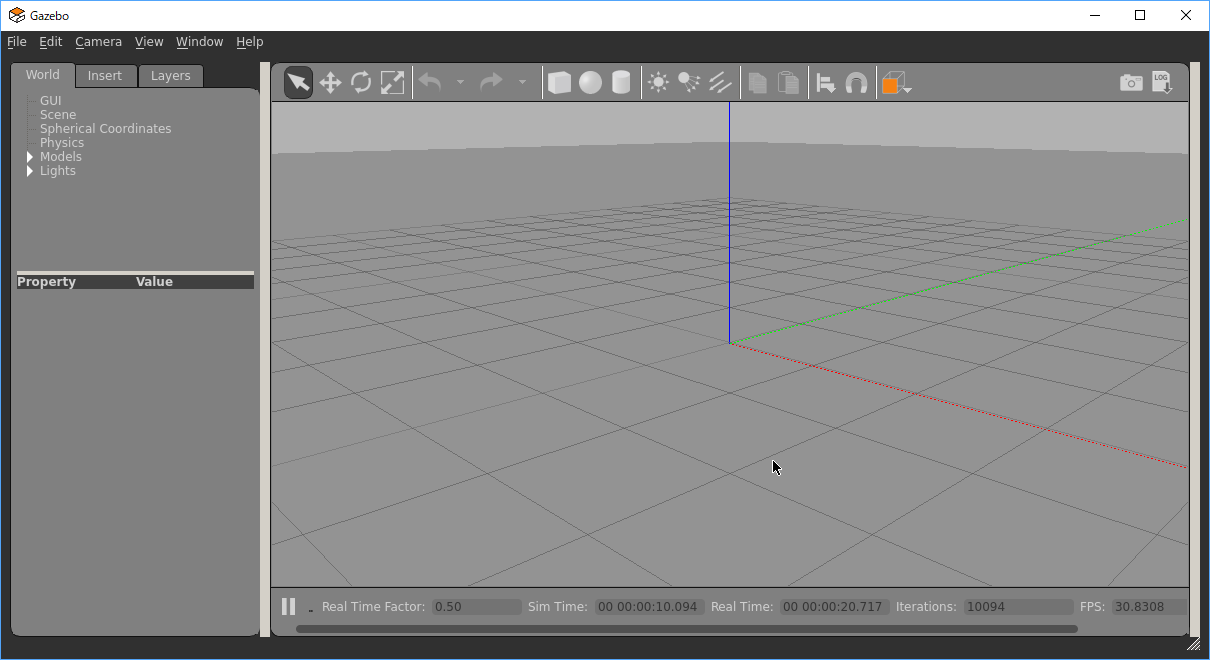 Gazebo
File Edit Camera View Window Help
World Insert Layers
LOG
GUI
Scene
Spherical Coordinates
Physics
Models
Lights
Property Value
Real Time Factor: 0.50 Sim Time: 00 00:00:10.094 Real Time: 00 00:00:20.717 Iterations: 10094 FPS: 30.8308